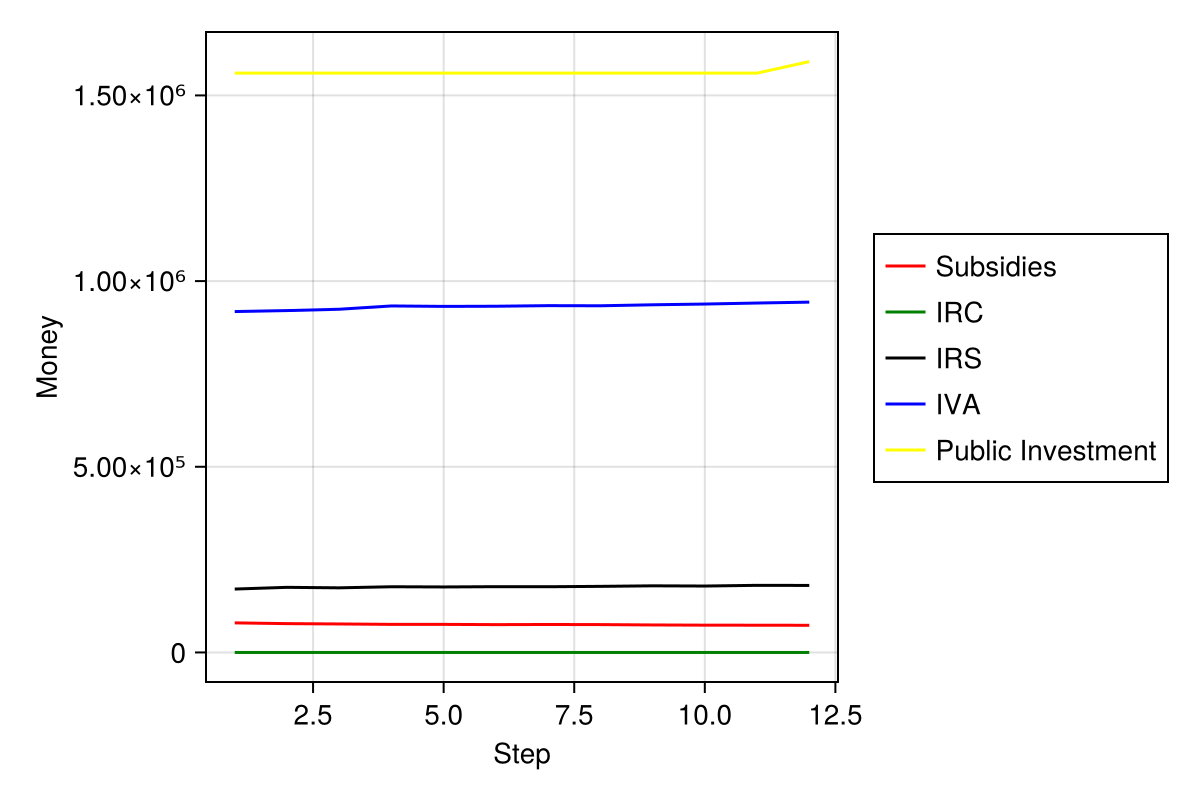 Money
1.50×10⁶
1.00×10⁶
5.00×10⁵
0
2.5 5.0 7.5 10.0 12.5
Step
Subsidies
IRC
IRS
IVA
Public Investment